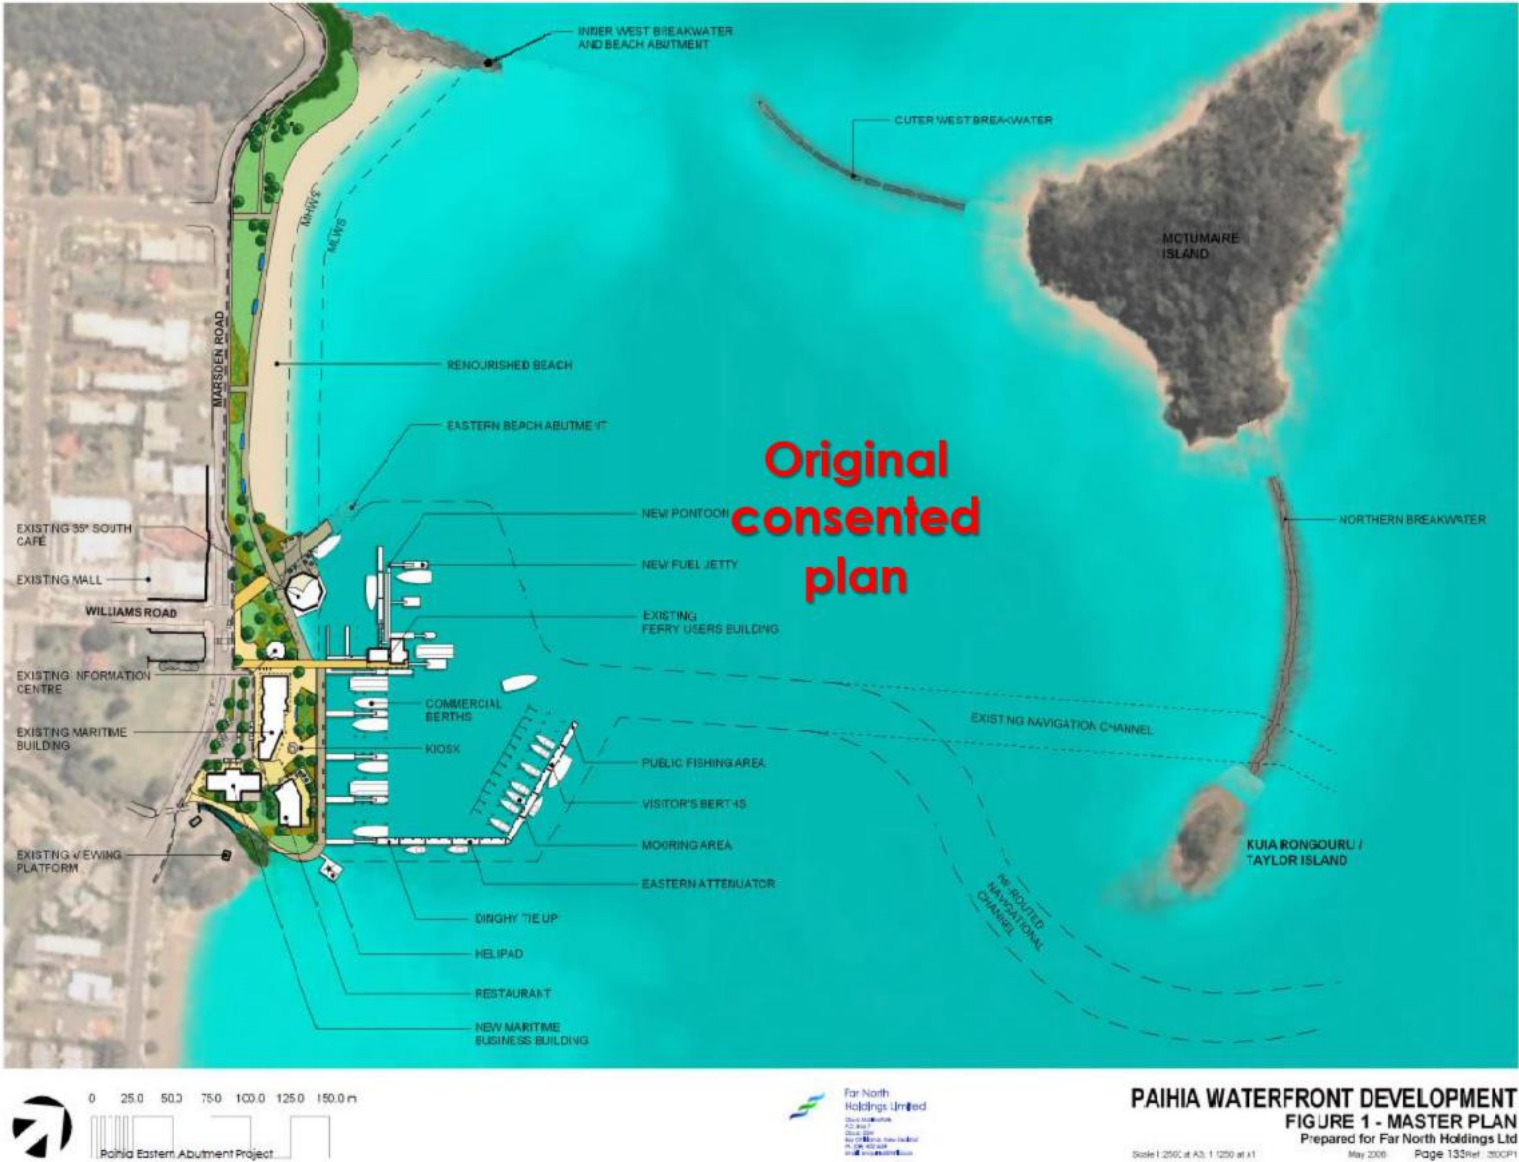 INNER WEST BREAKWATER
AND BEACH ABUTMENT
OUTER WEST BREAKWATER
MOTUMAIRE
ISLAND
MHWS
MLWS
MARSDEN ROAD
RENOURISHED BEACH
EASTERN BEACH ABUTMENT
Original
consented
plan
NEW PONTOON
NORTHERN BREAKWATER
EXISTING 35° SOUTH
CAFÉ
NEW FUEL JETTY
EXISTING MALL
WILLIAMS ROAD
EXISTING
FERRY USERS BUILDING
EXISTING INFORMATION
CENTRE
COMMERCIAL
BERTHS
EXISTING NAVIGATION CHANNEL
EXISTING MARITIME
BUILDING
KIOSK
PUBLIC FISHING AREA
VISITOR'S BERTHS
MOORING AREA
KUIA RONGOURU /
TAYLOR ISLAND
EXISTING VIEWING
PLATFORM
EASTERN ATTENUATOR
RE-ROUTED
NAVIGATIONAL
CHANNEL
DINGHY TIE UP
HELIPAD
RESTAURANT
NEW MARITIME
BUSINESS BUILDING
0 25.0 50.0 75.0 100.0 125.0 150.0 m
Paihia Eastern Abutment Project
Far North
Holdings Limited
PAIHIA WATERFRONT DEVELOPMENT
FIGURE 1 - MASTER PLAN
Prepared for Far North Holdings Ltd
May 2006 Page 133